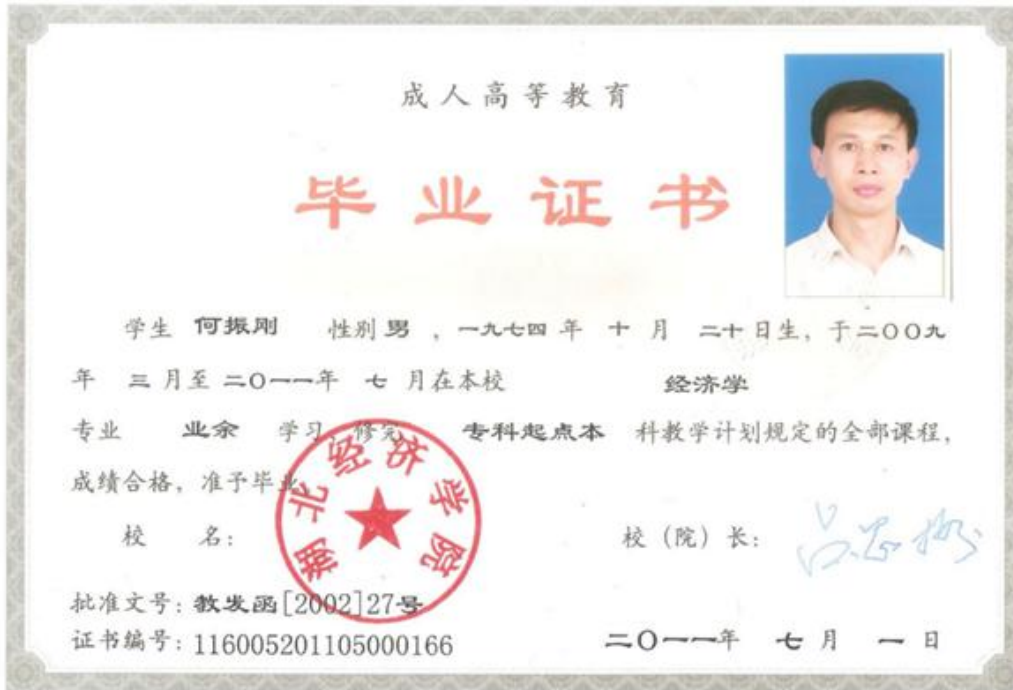 成人高等教育
毕业证书
学生 何振刚 性别 男 ，一九七四 年 十 月 二十 日生，于二〇〇九
年 三 月至 二〇一一年 七 月在本校 经济学
专业 业余 学习 修完 专科起点本 科教学计划规定的全部课程，
成绩合格，准予毕业
湖北经济学院
校 名： 校（院）长：
批准文号：教发函[2002]27号
证书编号：116005201105000166 二〇一一年 七 月 一 日